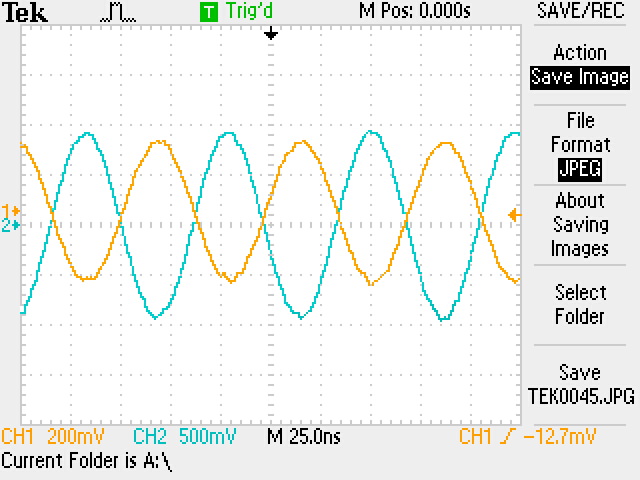 Tek T Trig'd M Pos: 0.000s SAVE/REC
Action
Save Image
File
Format
JPEG
About
Saving
Images
Select
Folder
Save
TEK0045.JPG
1
2
CH1 200mV CH2 500mV M 25.0ns CH1 -12.7mV
Current Folder is A:\